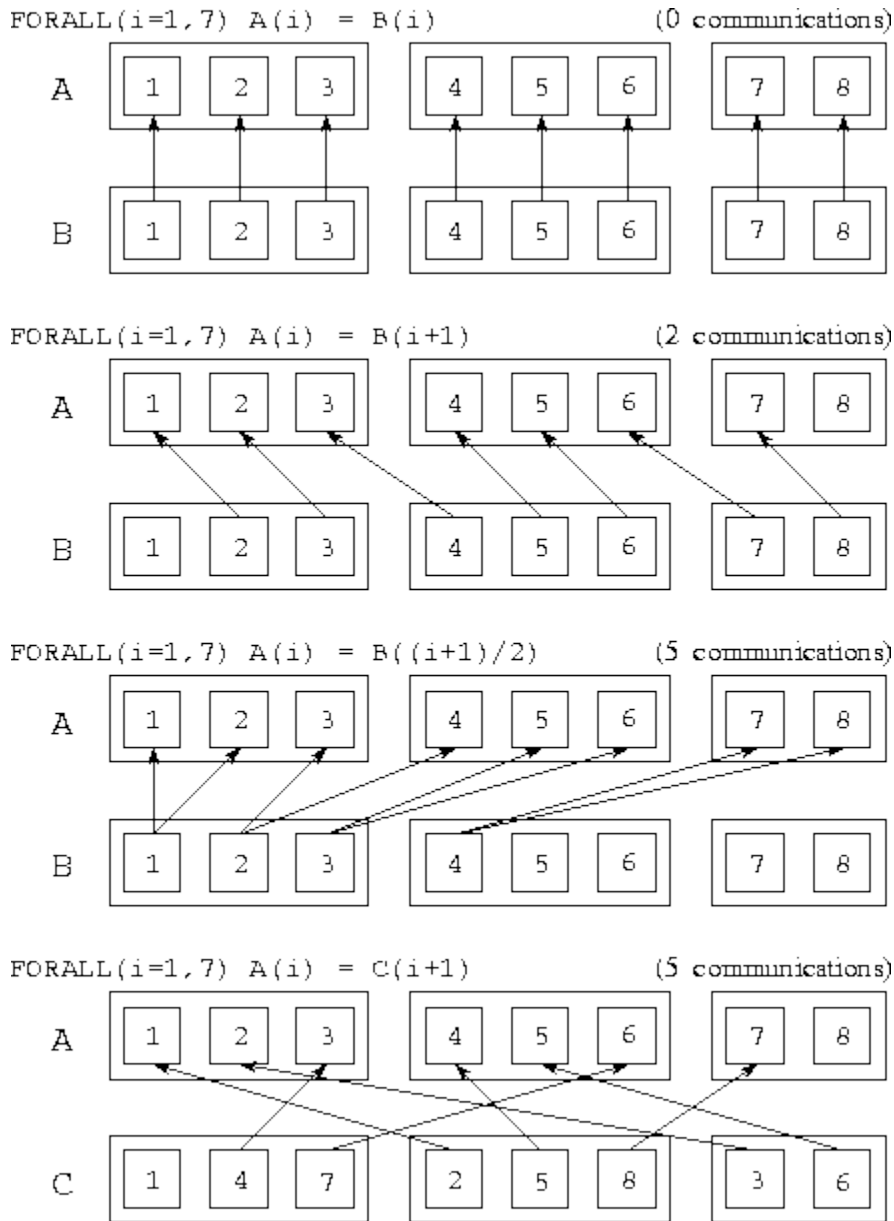 FORALL(i=1,7) A(i) = B(i) (0 communications)
A 1 2 3 4 5 6 7 8
B 1 2 3 4 5 6 7 8
FORALL(i=1,7) A(i) = B(i+1) (2 communications)
A 1 2 3 4 5 6 7 8
B 1 2 3 4 5 6 7 8
FORALL(i=1,7) A(i) = B((i+1)/2) (5 communications)
A 1 2 3 4 5 6 7 8
B 1 2 3 4 5 6 7 8
FORALL(i=1,7) A(i) = C(i+1) (5 communications)
A 1 2 3 4 5 6 7 8
C 1 4 7 2 5 8 3 6